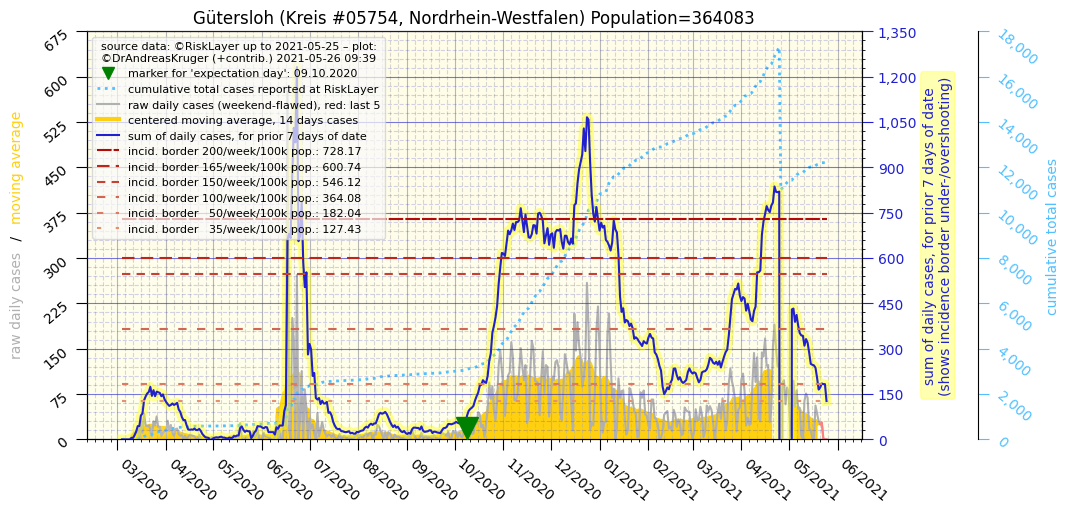 Gütersloh (Kreis #05754, Nordrhein-Westfalen) Population=364083
source data: ©RiskLayer up to 2021-05-25 – plot:
©DrAndreasKruger (+contrib.) 2021-05-26 09:39
marker for 'expectation day': 09.10.2020
cumulative total cases reported at RiskLayer
raw daily cases (weekend-flawed), red: last 5
centered moving average, 14 days cases
sum of daily cases, for prior 7 days of date
incid. border 200/week/100k pop.: 728.17
incid. border 165/week/100k pop.: 600.74
incid. border 150/week/100k pop.: 546.12
incid. border 100/week/100k pop.: 364.08
incid. border 50/week/100k pop.: 182.04
incid. border 35/week/100k pop.: 127.43
raw daily cases / moving average
675
600
525
450
375
300
225
150
75
0
03/2020
04/2020
05/2020
06/2020
07/2020
08/2020
09/2020
10/2020
11/2020
12/2020
01/2021
02/2021
03/2021
04/2021
05/2021
06/2021
1,350
1,200
1,050
900
750
600
450
300
150
0
sum of daily cases, for prior 7 days of date
(shows incidence border under-/overshooting)
18,000
16,000
14,000
12,000
10,000
8,000
6,000
4,000
2,000
0
cumulative total cases